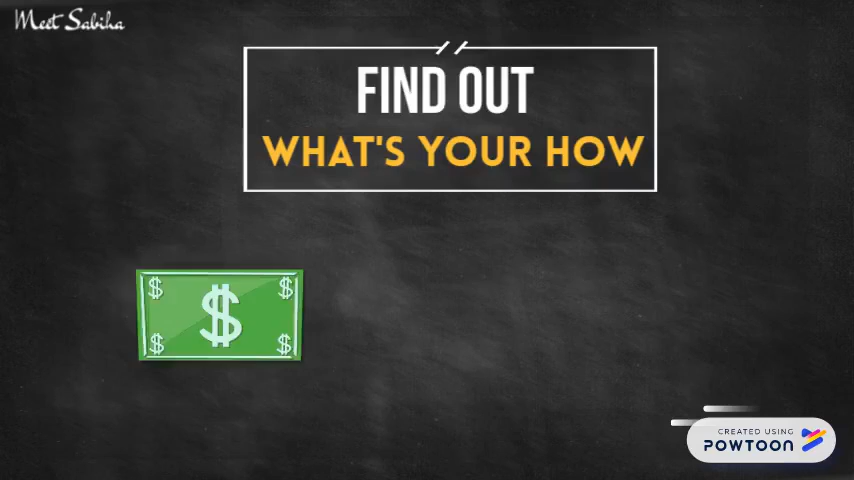 Meet Sabiha
FIND OUT
WHAT'S YOUR HOW
$ $
$
$ $
CREATED USING
POWTOON